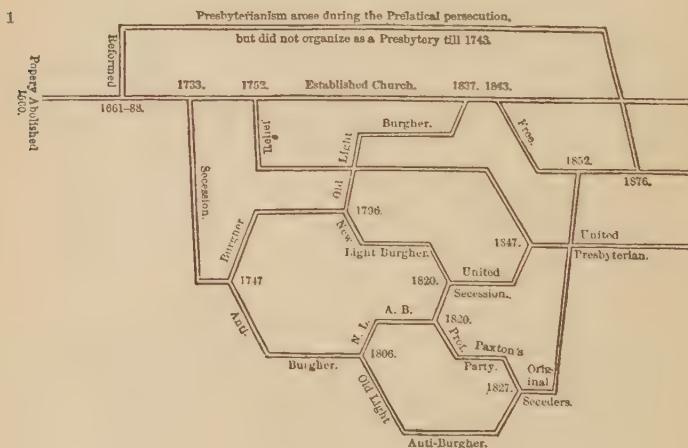 1
Presbyterianism arose during the Prelatical persecution,
but did not organize as a Presbytery till 1743.
Reformed
Popery Abolished
1560.
1661-88.
1733.
1752.
Established Church.
1837.
1843.
Burgher.
Free.
Relief.
Light
Old
1852.
1876.
Secession.
Burgher
1796.
New
Light Burgher.
1847.
United
Presbyterian.
1747
1820.
United
Secession.
Anti-
Burgher.
N. L.
A. B.
1820.
Prot.
Paxton's
Party.
1806.
Old Light
Anti-Burgher.
1827.
Orig-
inal
Seceders.